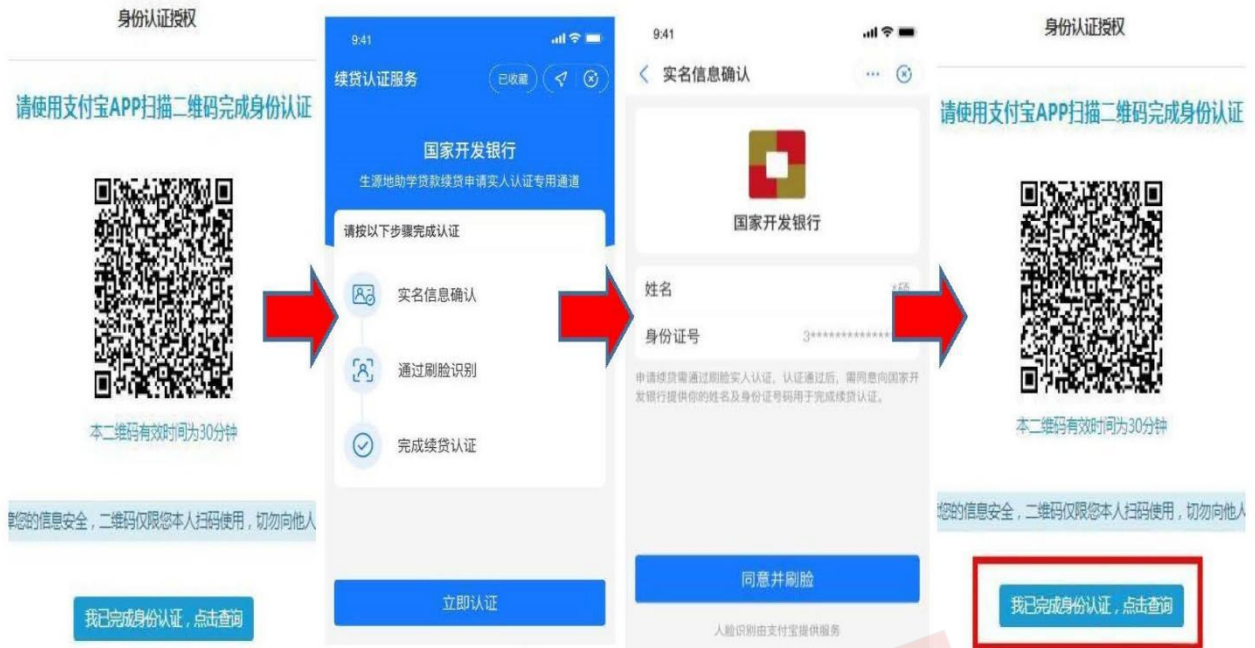 身份认证授权
请使用支付宝APP扫描二维码完成身份认证
本二维码有效时间为30分钟
您的信息安全，二维码仅限您本人扫码使用，切勿向他人
我已完成身份认证，点击查询
9:41
续贷认证服务
已收藏
国家开发银行
生源地助学贷款续贷申请实人认证专用通道
请按以下步骤完成认证
实名信息确认
通过刷脸识别
完成续贷认证
立即认证
9:41
实名信息确认
国家开发银行
姓名
身份证号 3***************
申请续贷需通过刷脸实人认证，认证通过后，需同意向国家开
发银行提供你的姓名及身份证号码用于完成续贷认证。
同意并刷脸
人脸识别由支付宝提供服务
身份认证授权
请使用支付宝APP扫描二维码完成身份认证
本二维码有效时间为30分钟
您的信息安全，二维码仅限您本人扫码使用，切勿向他人
我已完成身份认证，点击查询